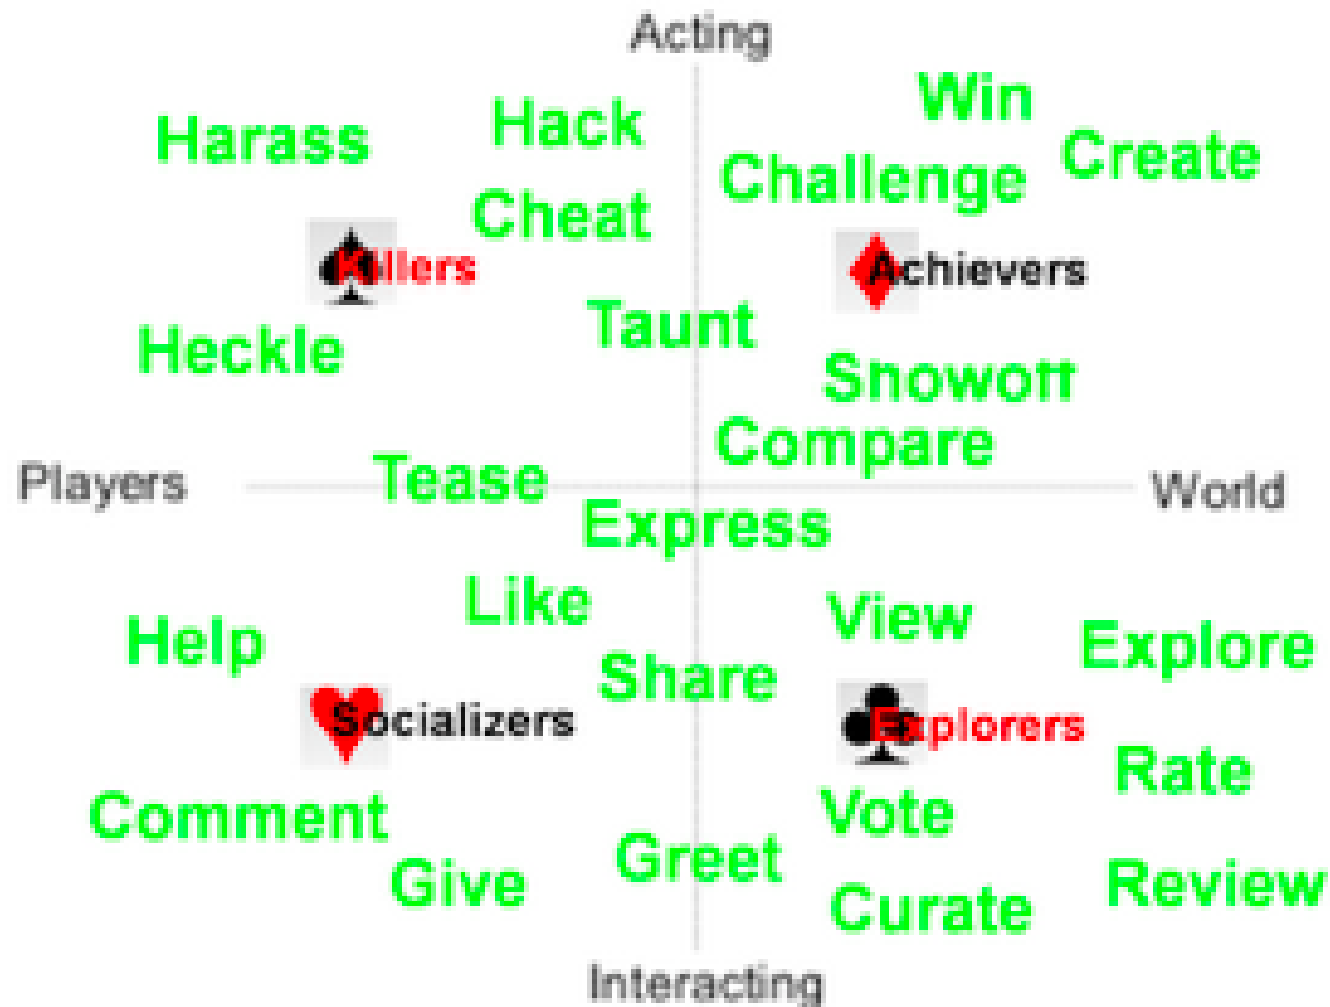 Acting
Win
Hack
Harass
Create
Challenge
Cheat
Killers
Achievers
Taunt
Heckle
Showoff
Compare
Tease
Players
World
Express
Like
View
Help
Explore
Share
Socializers
Explorers
Rate
Comment
Vote
Greet
Give
Review
Curate
Interacting